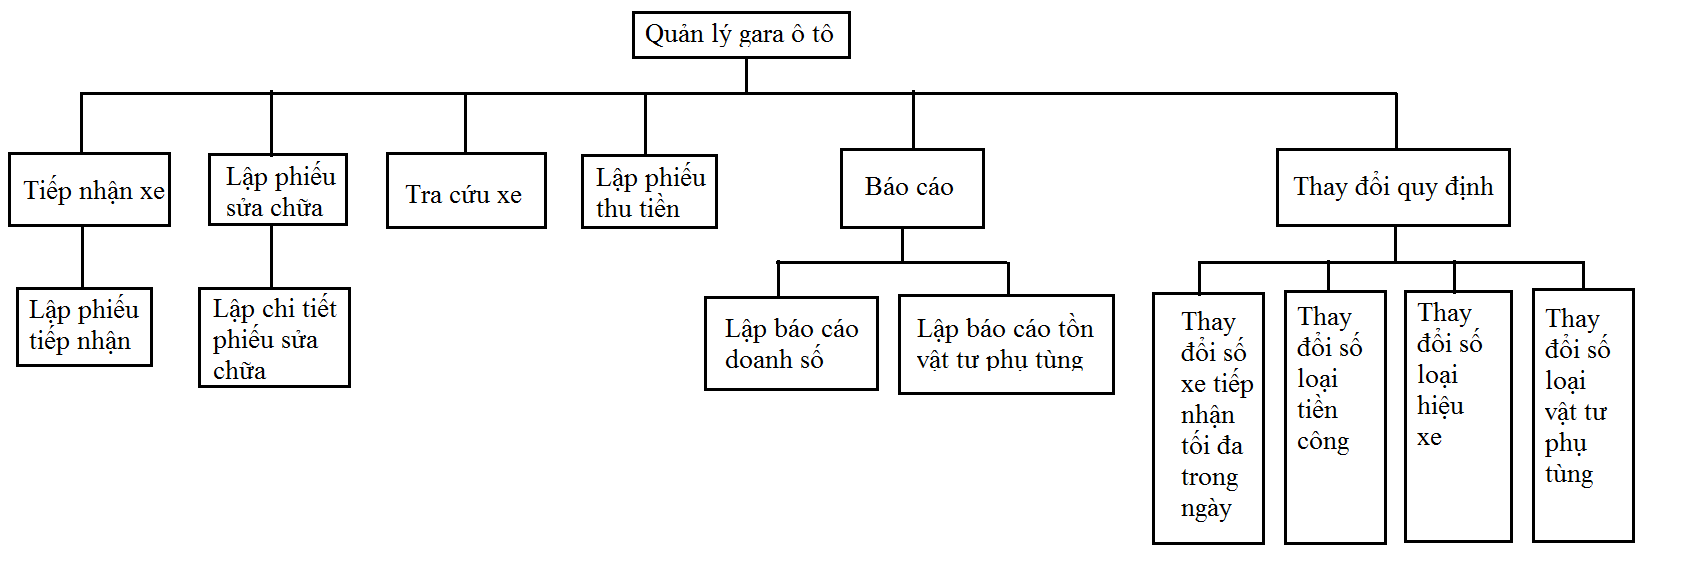 Quản lý gara ô tô
Tiếp nhận xe
Lập phiếu
sửa chữa
Tra cứu xe
Lập phiếu
thu tiền
Báo cáo
Thay đổi quy định
Lập phiếu
tiếp nhận
Lập chi tiết
phiếu sửa
chữa
Lập báo cáo
doanh số
Lập báo cáo tồn
vật tư phụ tùng
Thay
đổi số
xe tiếp
nhận
tối đa
trong
ngày
Thay
đổi số
loại
tiền
công
Thay
đổi số
loại
hiệu
xe
Thay
đổi số
loại
vật tư
phụ
tùng